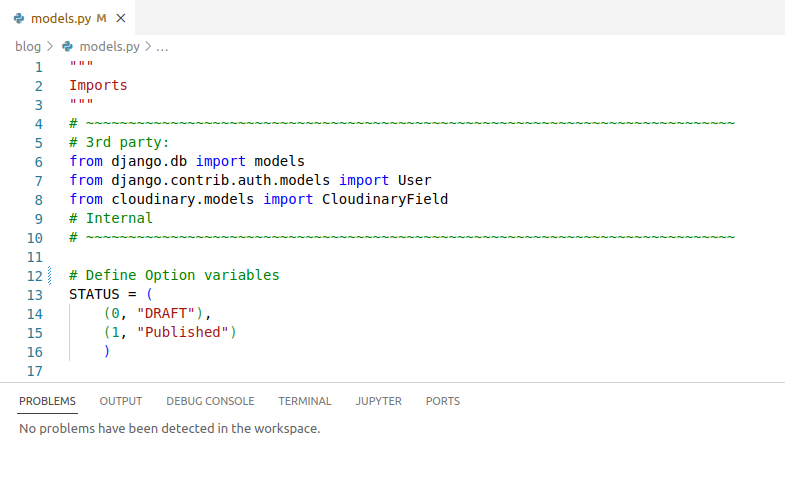 models.py M ×
blog > models.py > ...
1 """
2 Imports
3 """
4 # ~~~~~~~~~~~~~~~~~~~~~~~~~~~~~~~~~~~~~~~~~~~~~~~~~~~~~~~~~~~~~~~~~~~~~~~~~~~~~
5 # 3rd party:
6 from django.db import models
7 from django.contrib.auth.models import User
8 from cloudinary.models import CloudinaryField
9 # Internal
10 # ~~~~~~~~~~~~~~~~~~~~~~~~~~~~~~~~~~~~~~~~~~~~~~~~~~~~~~~~~~~~~~~~~~~~~~~~~~~~~
11
12 # Define Option variables
13 STATUS = (
14     (0, "DRAFT"),
15     (1, "Published")
16     )
17
PROBLEMS OUTPUT DEBUG CONSOLE TERMINAL JUPYTER PORTS
No problems have been detected in the workspace.